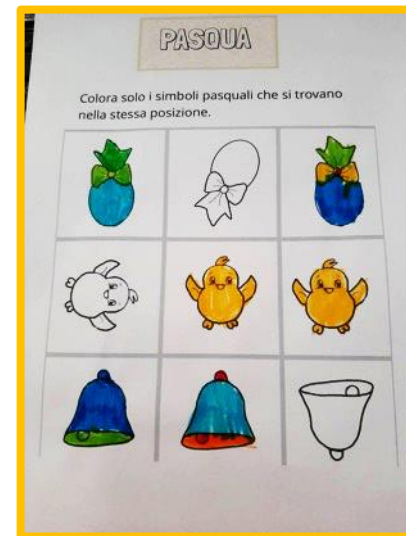 PASQUA
Colora solo i simboli pasquali che si trovano
nella stessa posizione.